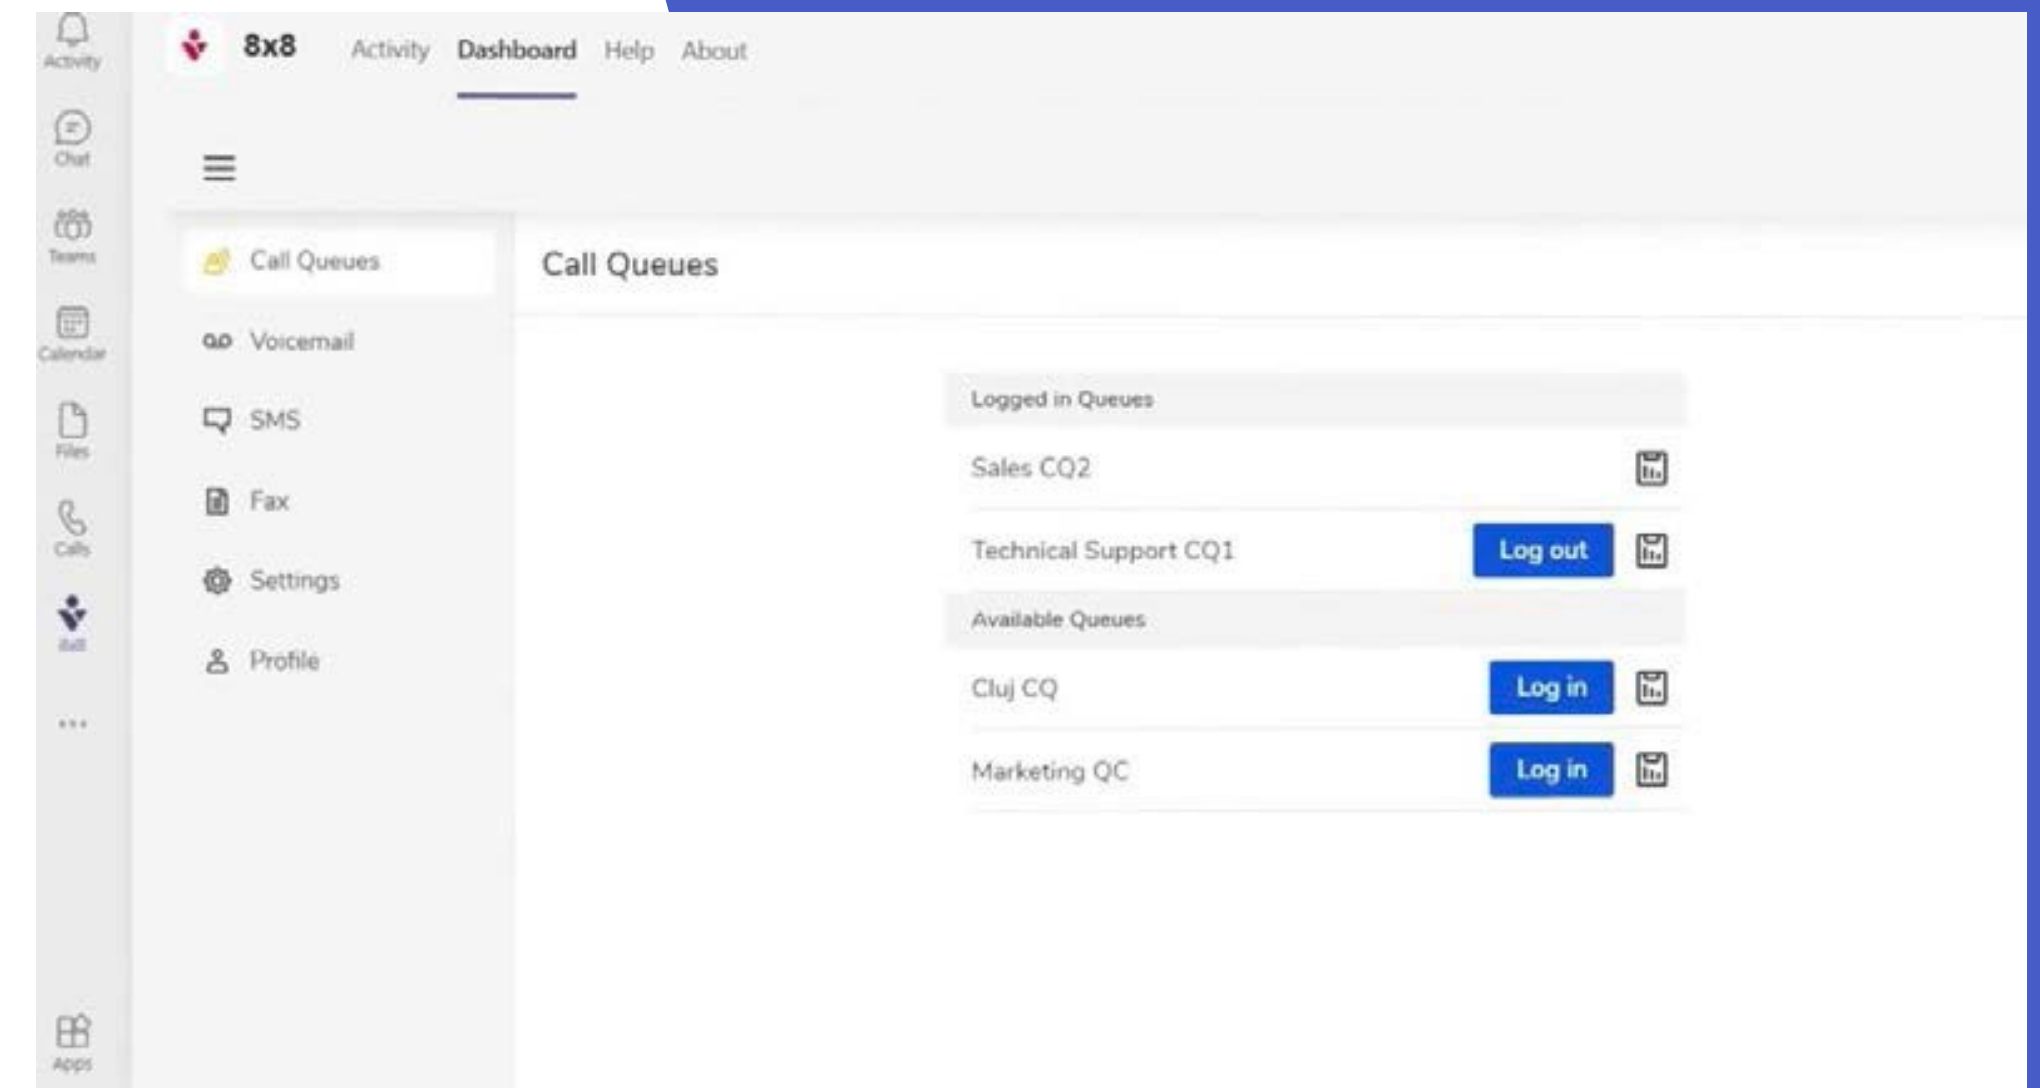 Activity
Chat
Teams
Calendar
Files
Calls
8x8
Apps
8x8 Activity Dashboard Help About
Call Queues
Voicemail
SMS
Fax
Settings
Profile
Call Queues
Logged in Queues
Sales CQ2
Technical Support CQ1 Log out
Available Queues
Cluj CQ Log in
Marketing QC Log in